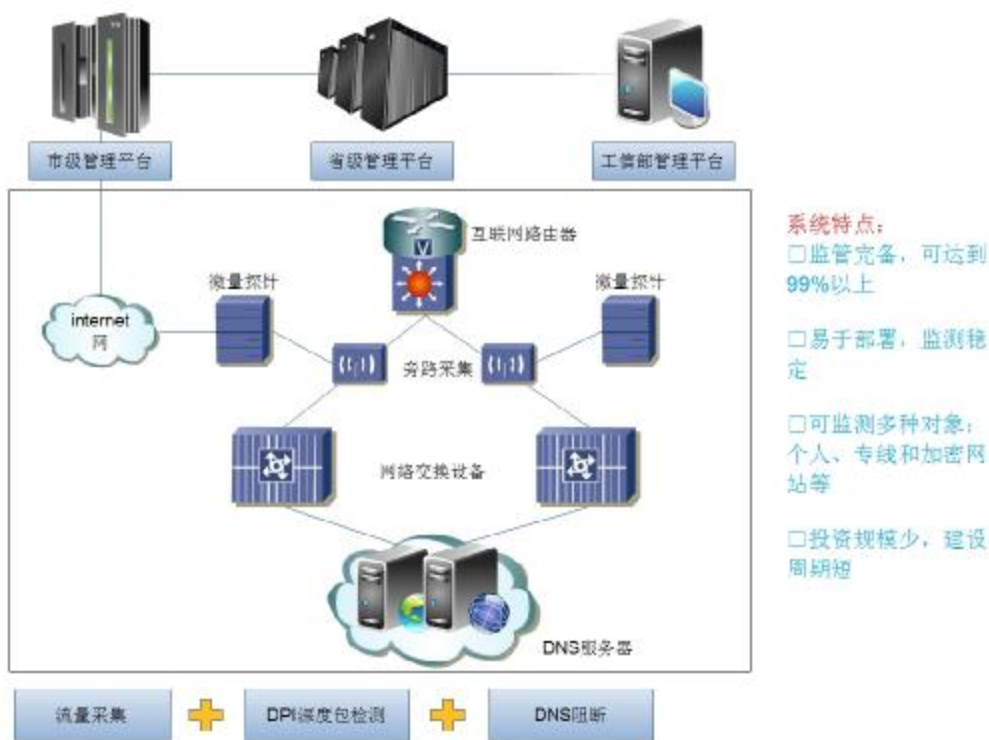 市级管理平台
省级管理平台
工信部管理平台
互联网路由器
微量探针
微量探针
internet
网
旁路采集
网络交换设备
DNS服务器
系统特点：
□监管完备，可达到
99%以上
□易于部署，监测稳
定
□可监测多种对象：
个人、专线和加密网
站等
□投资规模少，建设
周期短
流量采集
DPI深度包检测
DNS阻断